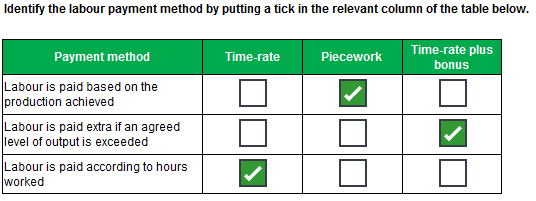 Identify the labour payment method by putting a tick in the relevant column of the table below.
Payment method
Time-rate
Piecework
Time-rate plus
bonus
Labour is paid based on the
production achieved
Labour is paid extra if an agreed
level of output is exceeded
Labour is paid according to hours
worked